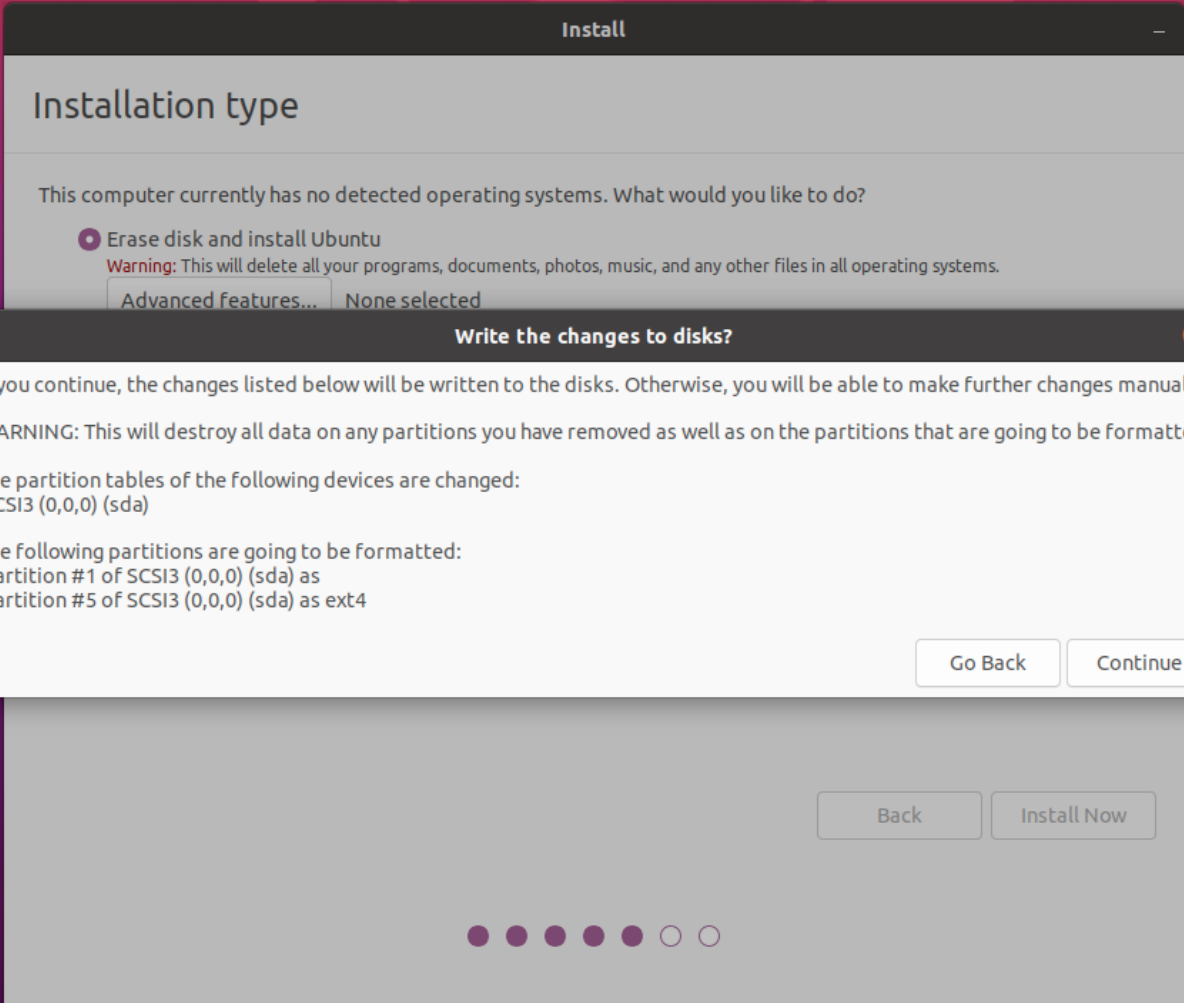 Install
Installation type
This computer currently has no detected operating systems. What would you like to do?
Erase disk and install Ubuntu
Warning: This will delete all your programs, documents, photos, music, and any other files in all operating systems.
Advanced features... None selected
Write the changes to disks?
you continue, the changes listed below will be written to the disks. Otherwise, you will be able to make further changes manual
ARNING: This will destroy all data on any partitions you have removed as well as on the partitions that are going to be formatte
e partition tables of the following devices are changed:
CSI3 (0,0,0) (sda)
e following partitions are going to be formatted:
artition #1 of SCSI3 (0,0,0) (sda) as
artition #5 of SCSI3 (0,0,0) (sda) as ext4
Go Back Continue
Back Install Now